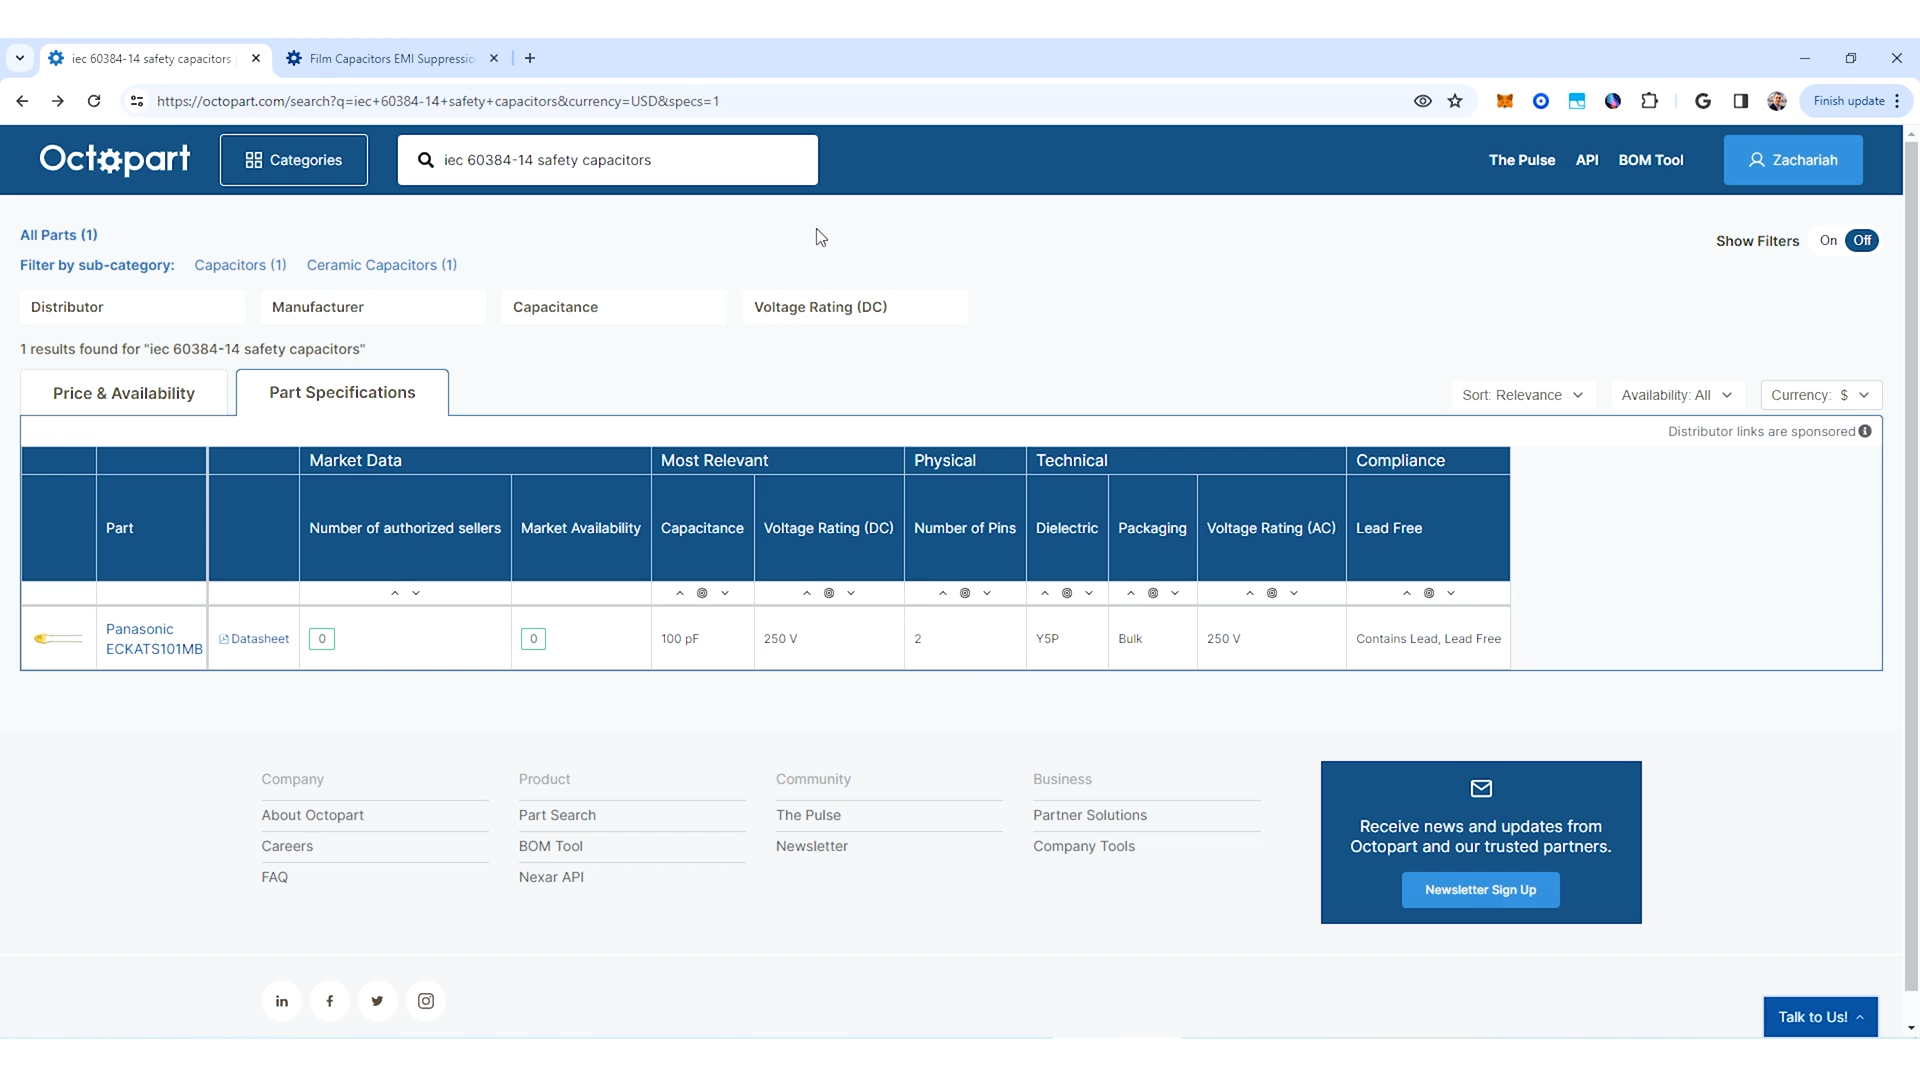 iec 60384-14 safety capacitors
Film Capacitors EMI Suppressio
https://octopart.com/search?q=iec+60384-14+safety+capacitors&currency=USD&specs=1
Finish update
Octopart
Categories
iec 60384-14 safety capacitors
The Pulse
API
BOM Tool
Zachariah
All Parts (1)
Show Filters
On
Off
Filter by sub-category:
Capacitors (1)
Ceramic Capacitors (1)
Distributor
Manufacturer
Capacitance
Voltage Rating (DC)
1 results found for "iec 60384-14 safety capacitors"
Price & Availability
Part Specifications
Sort: Relevance
Availability: All
Currency: $
Distributor links are sponsored
Market Data
Most Relevant
Physical
Technical
Compliance
Part
Number of authorized sellers
Market Availability
Capacitance
Voltage Rating (DC)
Number of Pins
Dielectric
Packaging
Voltage Rating (AC)
Lead Free
Panasonic
ECKATS101MB
Datasheet
0
0
100 pF
250 V
2
Y5P
Bulk
250 V
Contains Lead, Lead Free
Company
Product
Community
Business
About Octopart
Part Search
The Pulse
Partner Solutions
Careers
BOM Tool
Newsletter
Company Tools
FAQ
Nexar API
Receive news and updates from
Octopart and our trusted partners.
Newsletter Sign Up
Talk to Us!